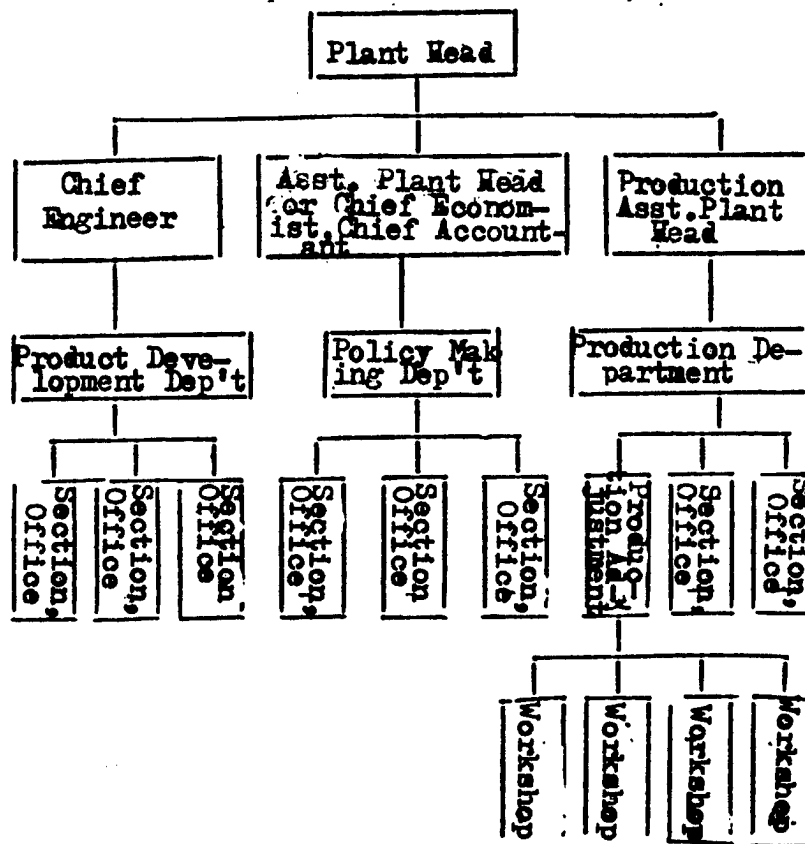 Plant Head
Chief
Engineer
Asst. Plant Head
or Chief Econom-
ist.Chief Account-
ant
Production
Asst.Plant
Head
Product Deve-
lopment Dep't
Policy Mak
ing Dep't
Production De-
partment
Section,
Office
Section,
Office
Section
Office
Section,
Office
Section
Office
Section,
Office
Produc-
tion Ad-
justment
Section,
Office
Section,
Office
Workshop
Workshop
Workshop
Workshop